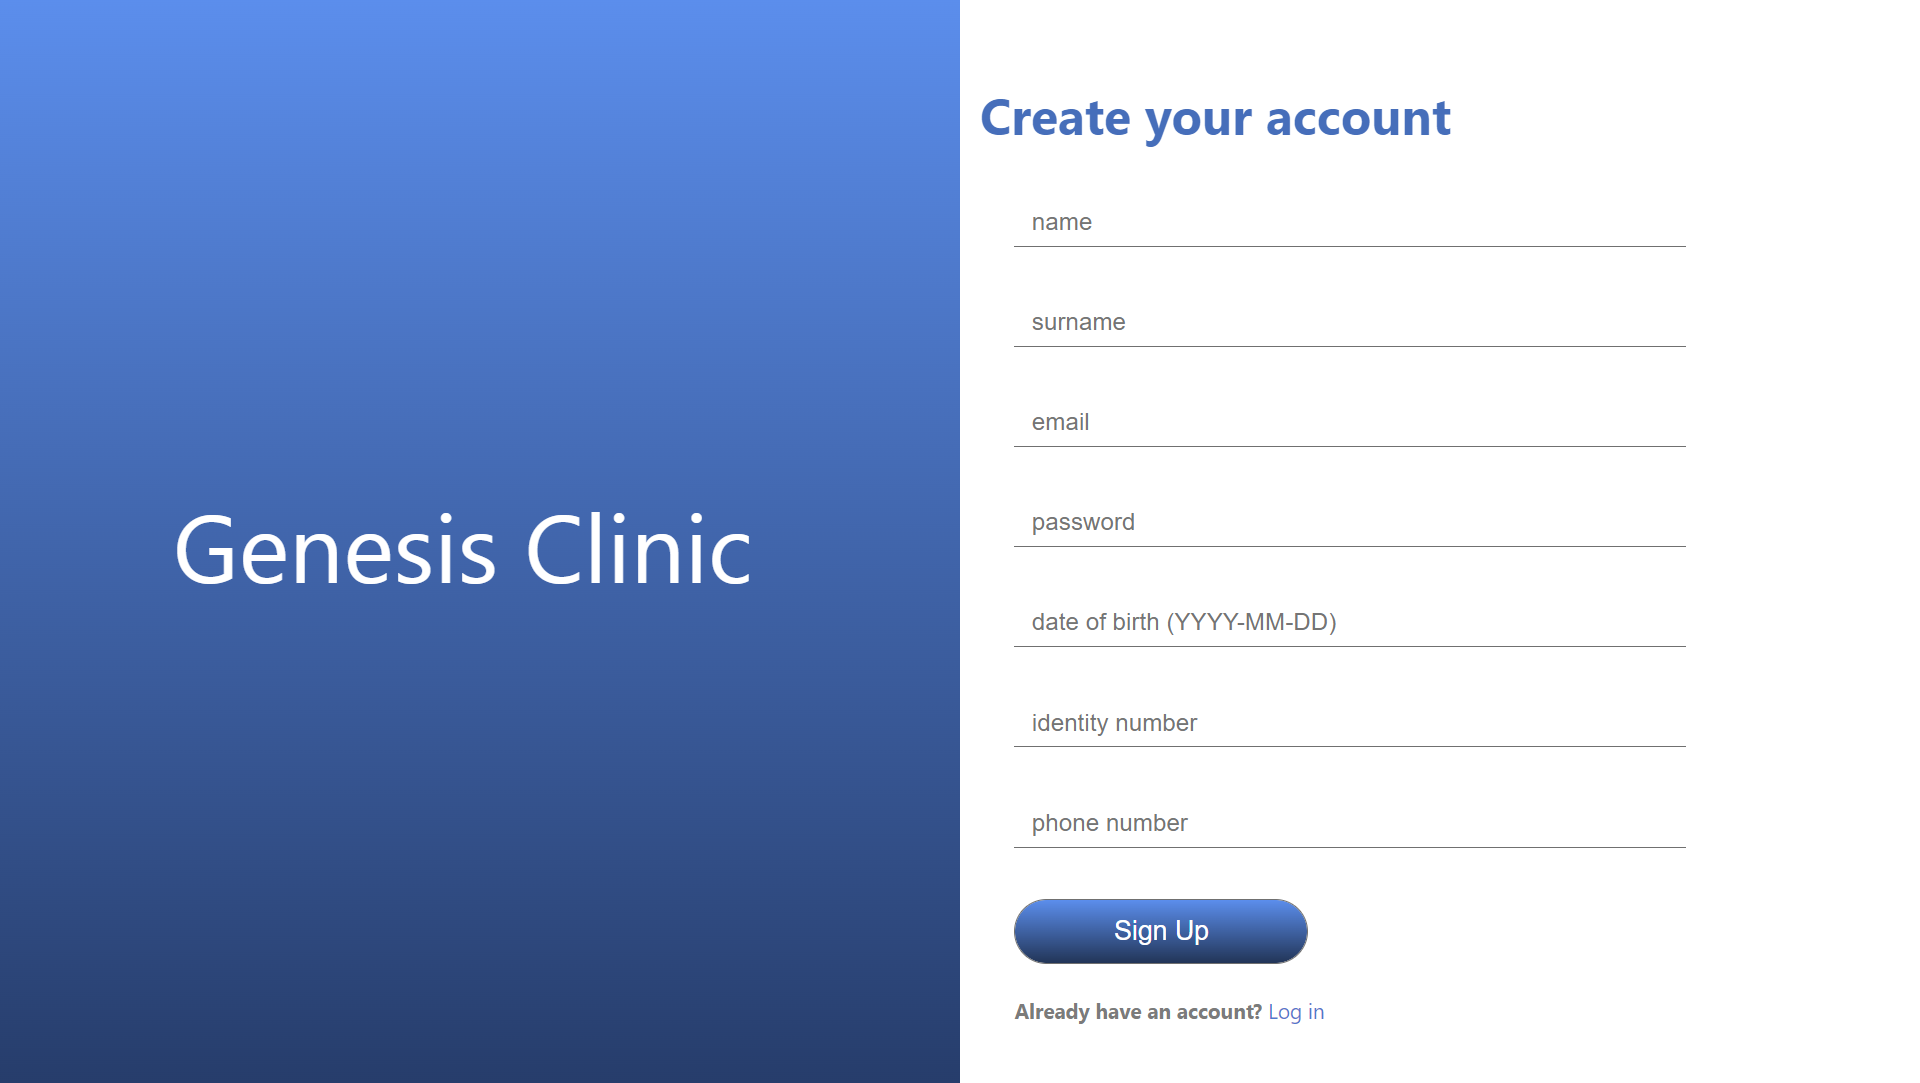 Genesis Clinic
Create your account
name
surname
email
password
date of birth (YYYY-MM-DD)
identity number
phone number
Sign Up
Already have an account? Log in